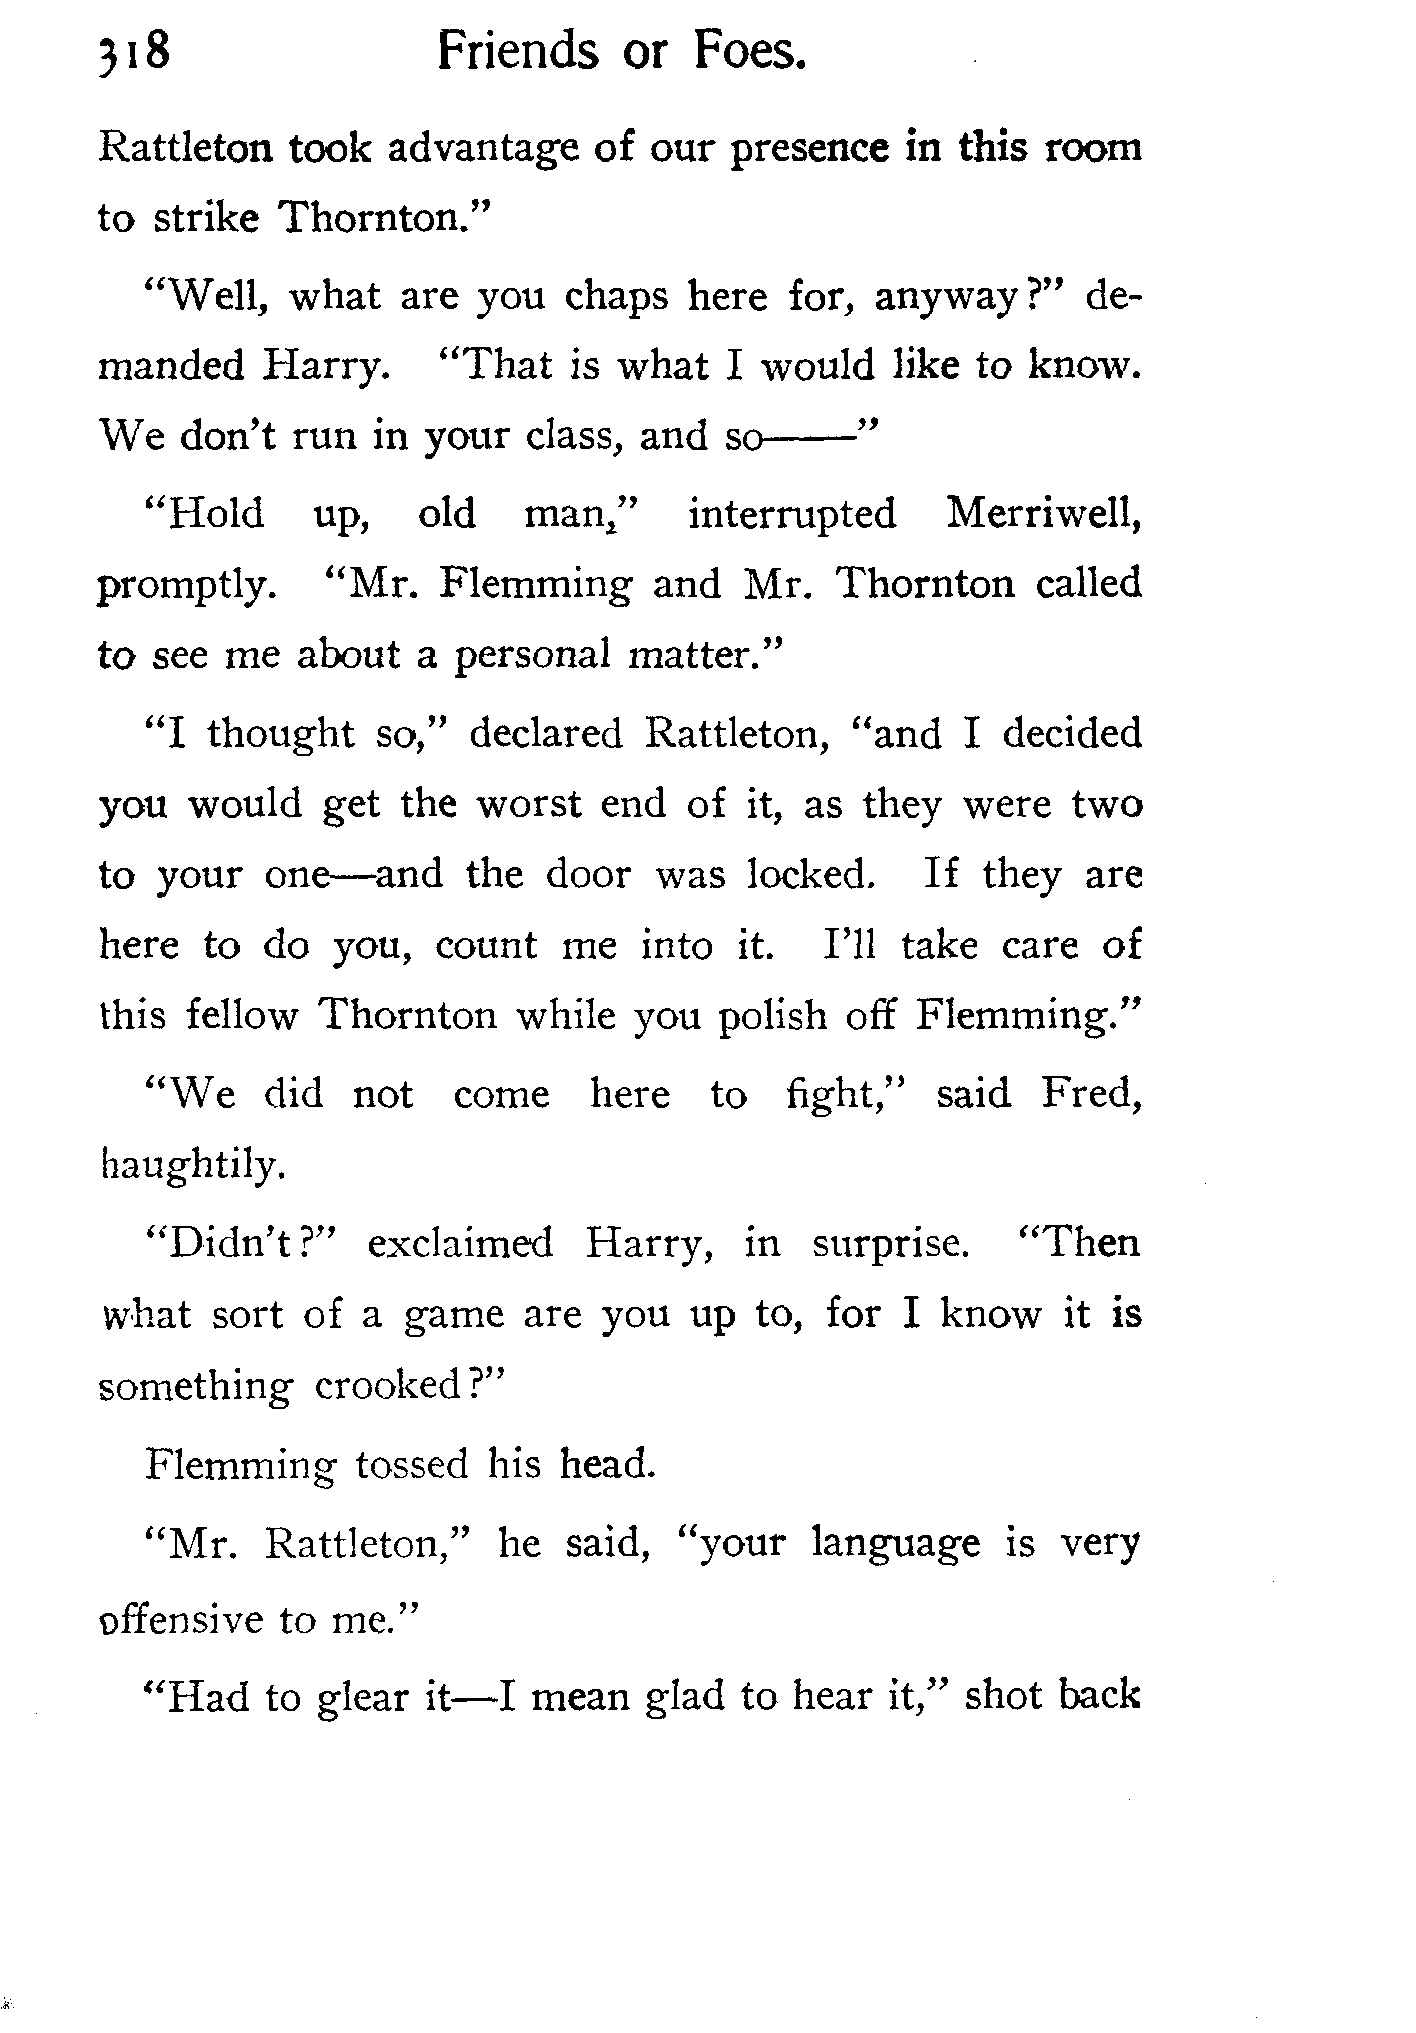 318 Friends or Foes.
Rattleton took advantage of our presence in this room
to strike Thornton.”
“Well, what are you chaps here for, anyway?” de-
manded Harry. “That is what I would like to know.
We don’t run in your class, and so——”
“Hold up, old man,” interrupted Merriwell,
promptly. “Mr. Flemming and Mr. Thornton called
to see me about a personal matter.”
“I thought so,” declared Rattleton, “and I decided
you would get the worst end of it, as they were two
to your one—and the door was locked. If they are
here to do you, count me into it. I’ll take care of
this fellow Thornton while you polish off Flemming.”
“We did not come here to fight,” said Fred,
haughtily.
“Didn’t?” exclaimed Harry, in surprise. “Then
what sort of a game are you up to, for I know it is
something crooked?”
Flemming tossed his head.
“Mr. Rattleton,” he said, “your language is very
offensive to me.”
“Had to glear it—I mean glad to hear it,” shot back